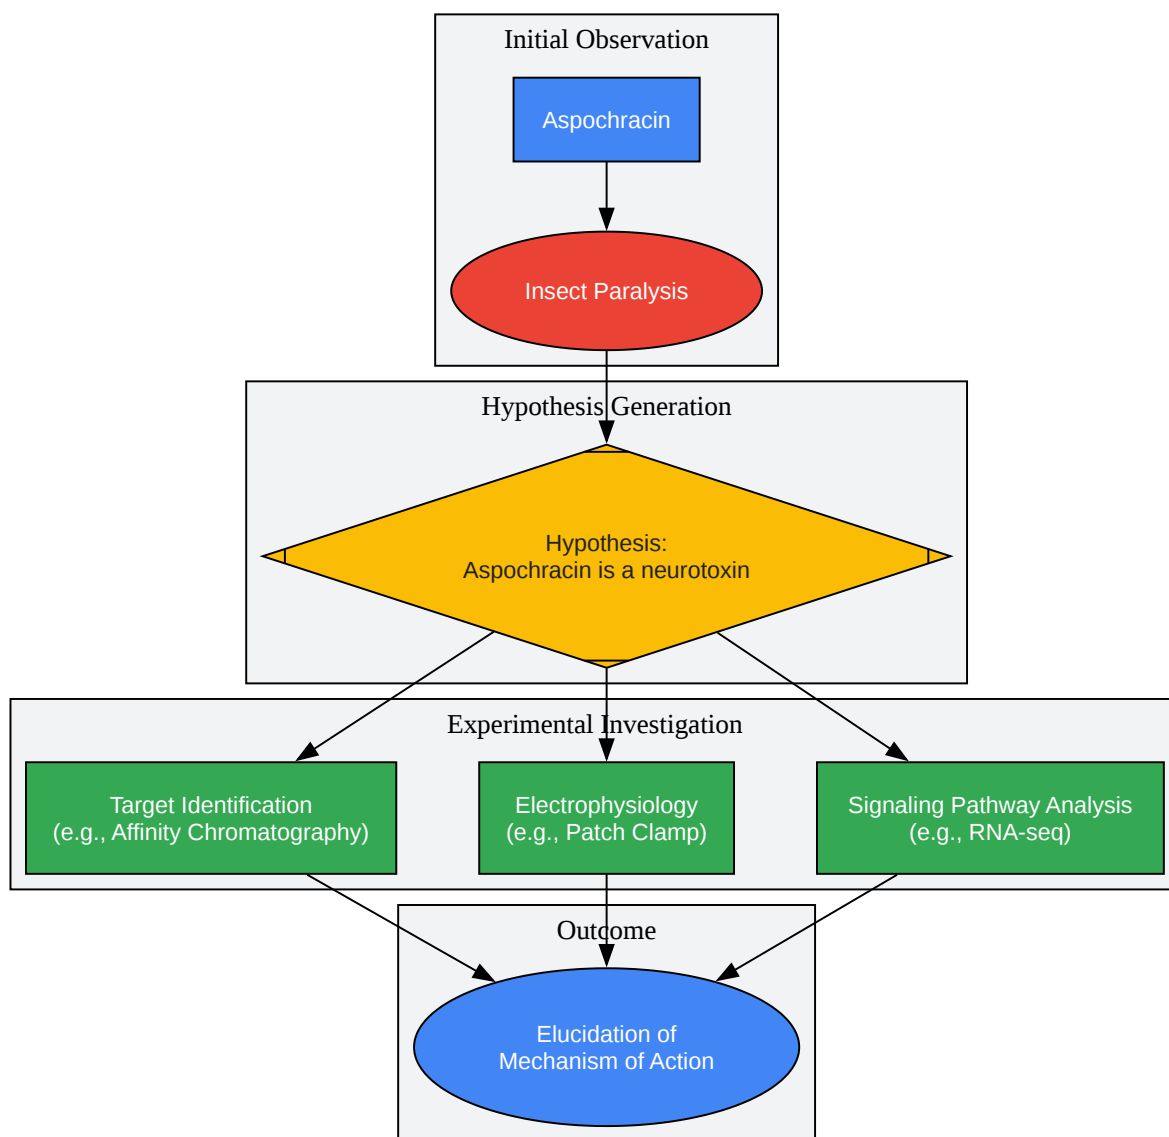 Initial Observation
Aspochracin
Insect Paralysis
Hypothesis Generation
Hypothesis:
Aspochracin is a neurotoxin
Experimental Investigation
Target Identification
(e.g., Affinity Chromatography)
Electrophysiology
(e.g., Patch Clamp)
Signaling Pathway Analysis
(e.g., RNA-seq)
Outcome
Elucidation of
Mechanism of Action